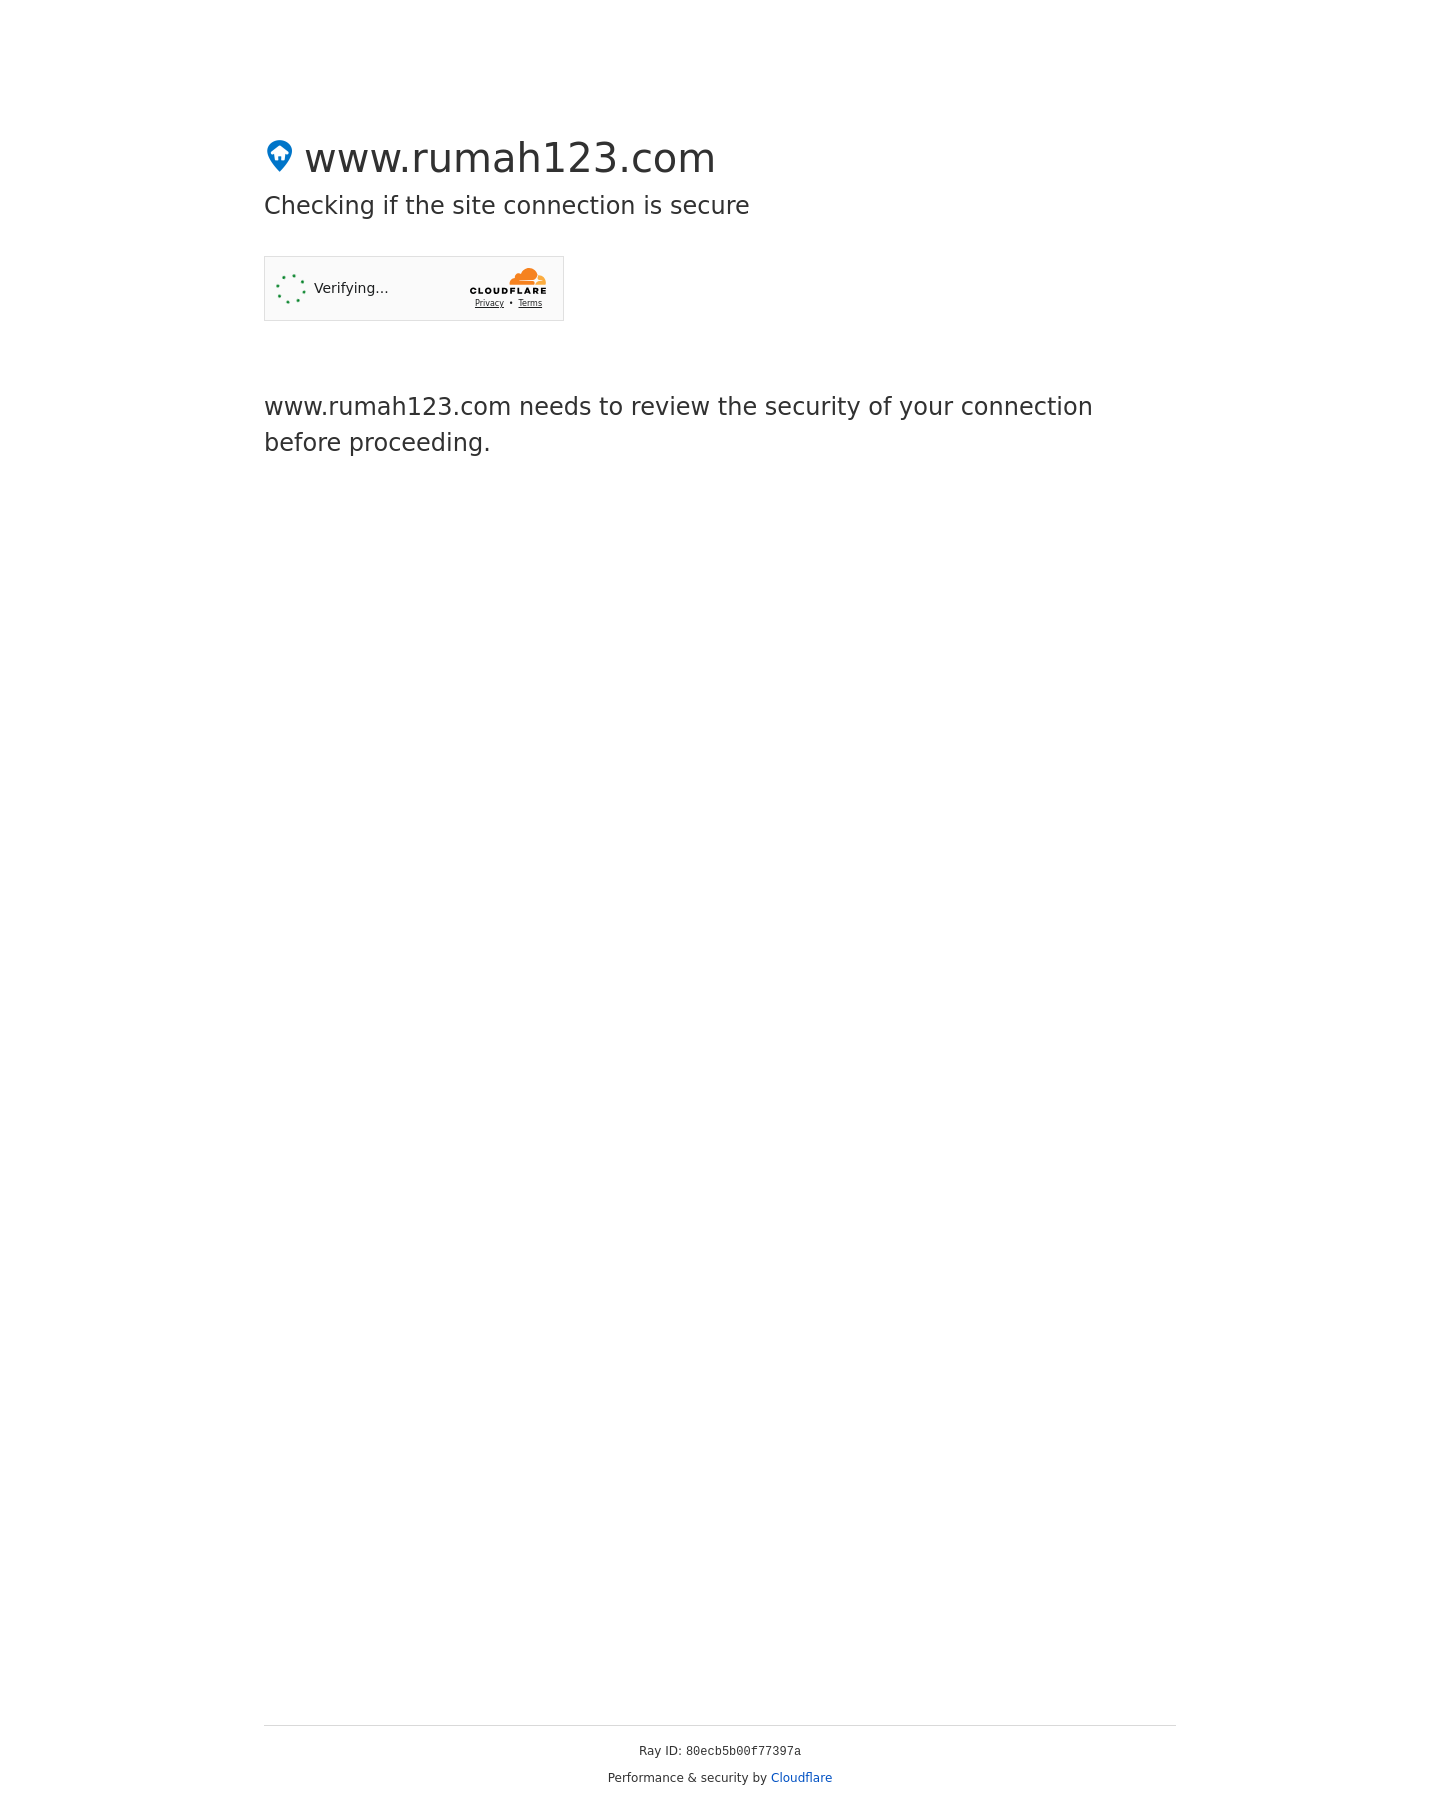 www.rumah123.com
Checking if the site connection is secure
Verifying...
CLOUDFLARE
Privacy • Terms
www.rumah123.com needs to review the security of your connection
before proceeding.
Ray ID: 80ecb5b00f77397a
Performance & security by Cloudflare